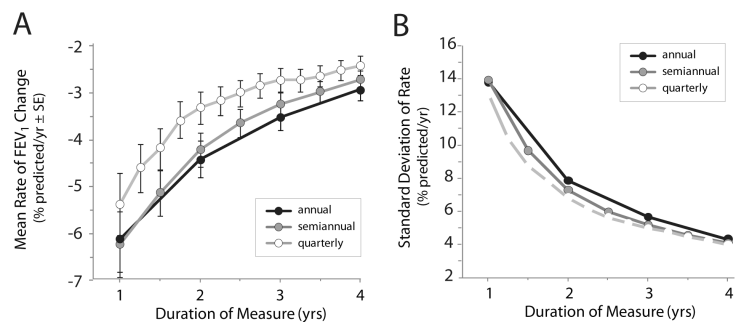 A
Mean Rate of FEV1 Change
(% predicted/yr ± SE)
-2
-3
-4
-5
-6
-7
annual
semiannual
quarterly
1
2
3
4
Duration of Measure (yrs)
B
Standard Deviation of Rate
(% predicted/yr)
16
14
12
10
8
6
4
2
annual
semiannual
quarterly
1
2
3
4
Duration of Measure (yrs)